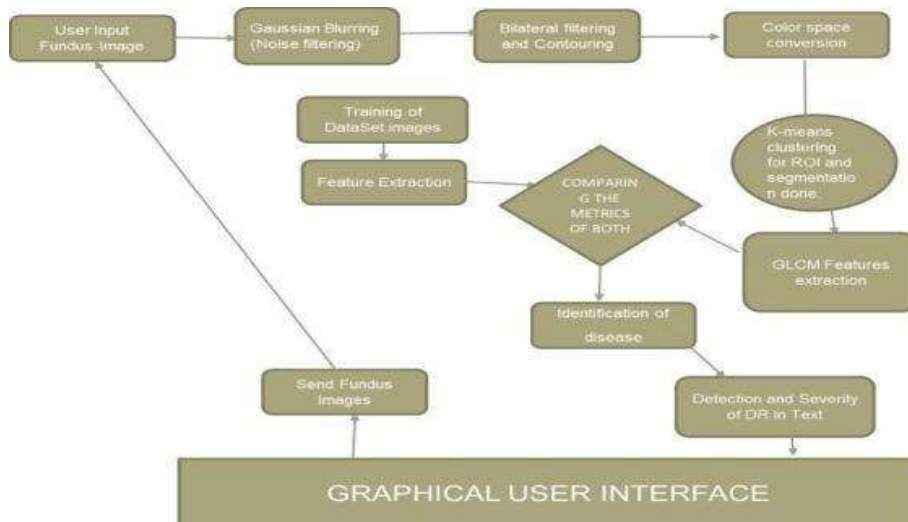 User Input
Fundus Image
Gaussian Blurring
(Noise filtering)
Bilateral filtering
and Contouring
Color space
conversion
Training of
DataSet images
Feature Extraction
COMPARIN
G THE
METRICS
OF BOTH
K-means
clustering
for ROI and
segmentatio
n done.
GLCM Features
extraction
Identification of
disease
Send Fundus
Images
Detection and Severity
of DR in Text
GRAPHICAL USER INTERFACE